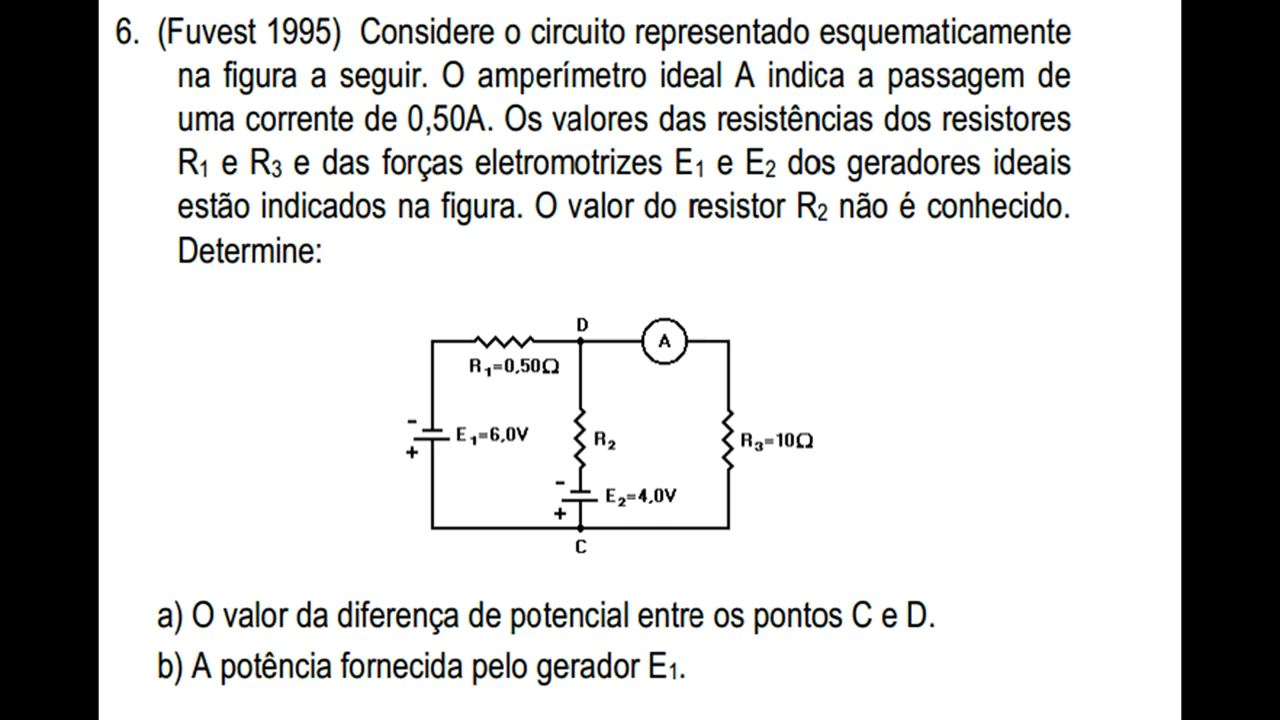 6. (Fuvest 1995) Considere o circuito representado esquematicamente
na figura a seguir. O amperímetro ideal A indica a passagem de
uma corrente de 0,50A. Os valores das resistências dos resistores
R₁ e R₃ e das forças eletromotrizes E₁ e E₂ dos geradores ideais
estão indicados na figura. O valor do resistor R₂ não é conhecido.
Determine:
D
A
R₁=0,50Ω
-
E₁=6,0V
+
R₂
R₃=10Ω
-
E₂=4,0V
+
C
a) O valor da diferença de potencial entre os pontos C e D.
b) A potência fornecida pelo gerador E₁.